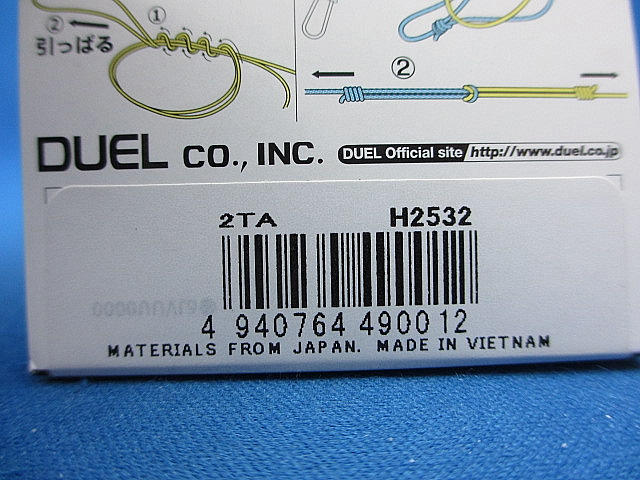 ②
①
引っぱる
②
DUEL CO., INC.
DUEL Official site http://www.duel.co.jp
2TA H2532
4 940764 490012
MATERIALS FROM JAPAN. MADE IN VIETNAM